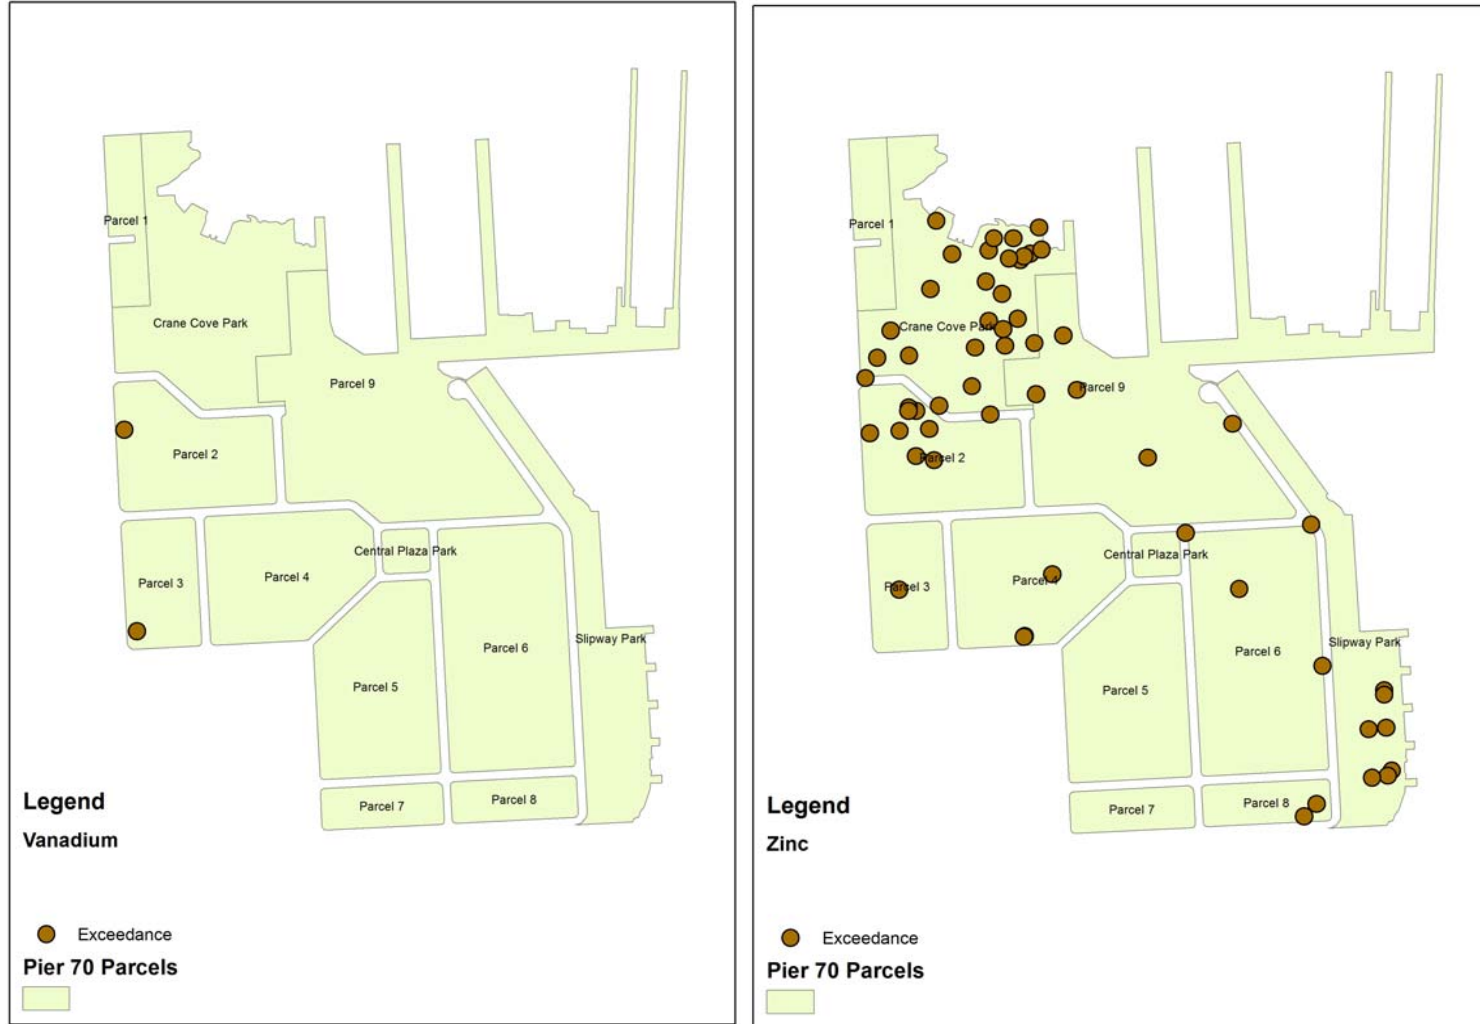 Parcel 1
Crane Cove Park
Parcel 9
Parcel 2
Central Plaza Park
Parcel 3
Parcel 4
Slipway Park
Parcel 6
Parcel 5
Parcel 7
Parcel 8
Legend
Vanadium
Exceedance
Pier 70 Parcels
Parcel 1
Crane Cove Park
Parcel 9
Parcel 2
Central Plaza Park
Parcel 3
Parcel 4
Slipway Park
Parcel 6
Parcel 5
Parcel 7
Parcel 8
Legend
Zinc
Exceedance
Pier 70 Parcels